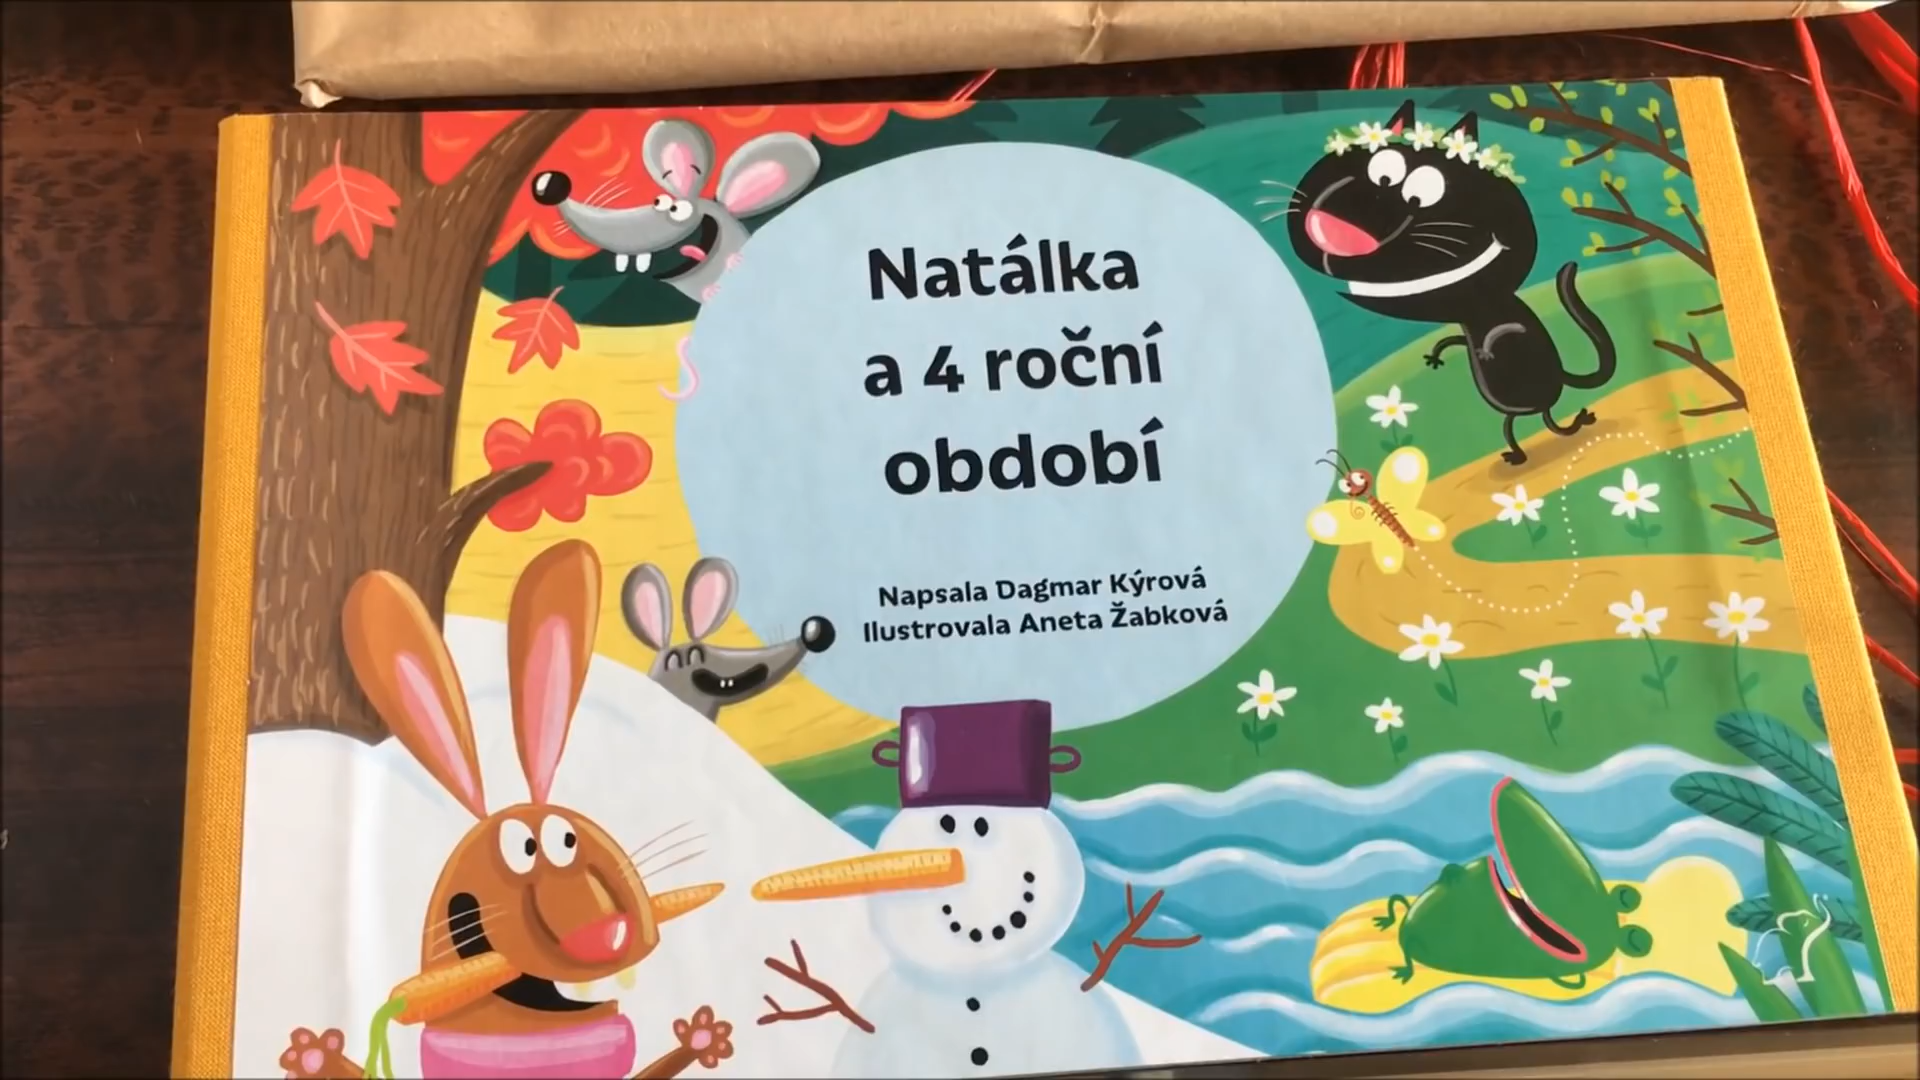 Natálka
a 4 roční
období
Napsala Dagmar Kýrová
Ilustrovala Aneta Žabková